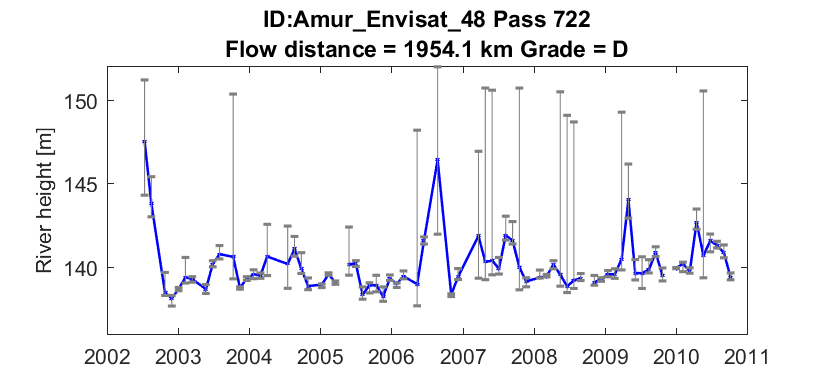 ID:Amur_Envisat_48 Pass 722
Flow distance = 1954.1 km Grade = D
River height [m]
150
145
140
2002 2003 2004 2005 2006 2007 2008 2009 2010 2011